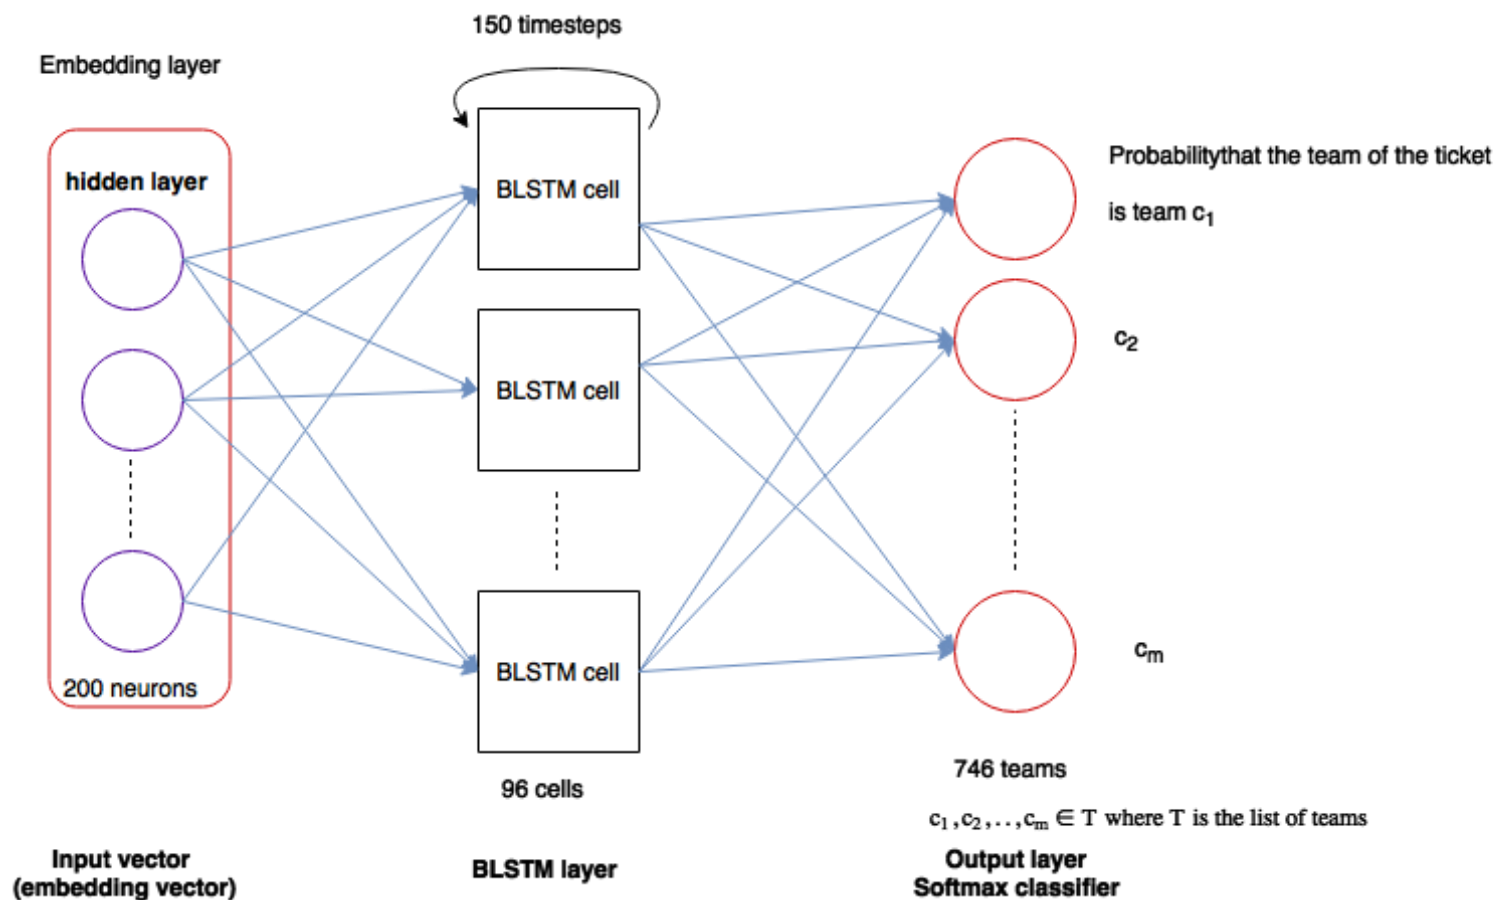 150 timesteps
Embedding layer
hidden layer
200 neurons
Input vector
(embedding vector)
BLSTM cell
BLSTM cell
BLSTM cell
96 cells
BLSTM layer
Probabilitythat the team of the ticket
is team c₁
c₂
cₘ
746 teams
c₁,c₂,..,cₘ ∈ T where T is the list of teams
Output layer
Softmax classifier